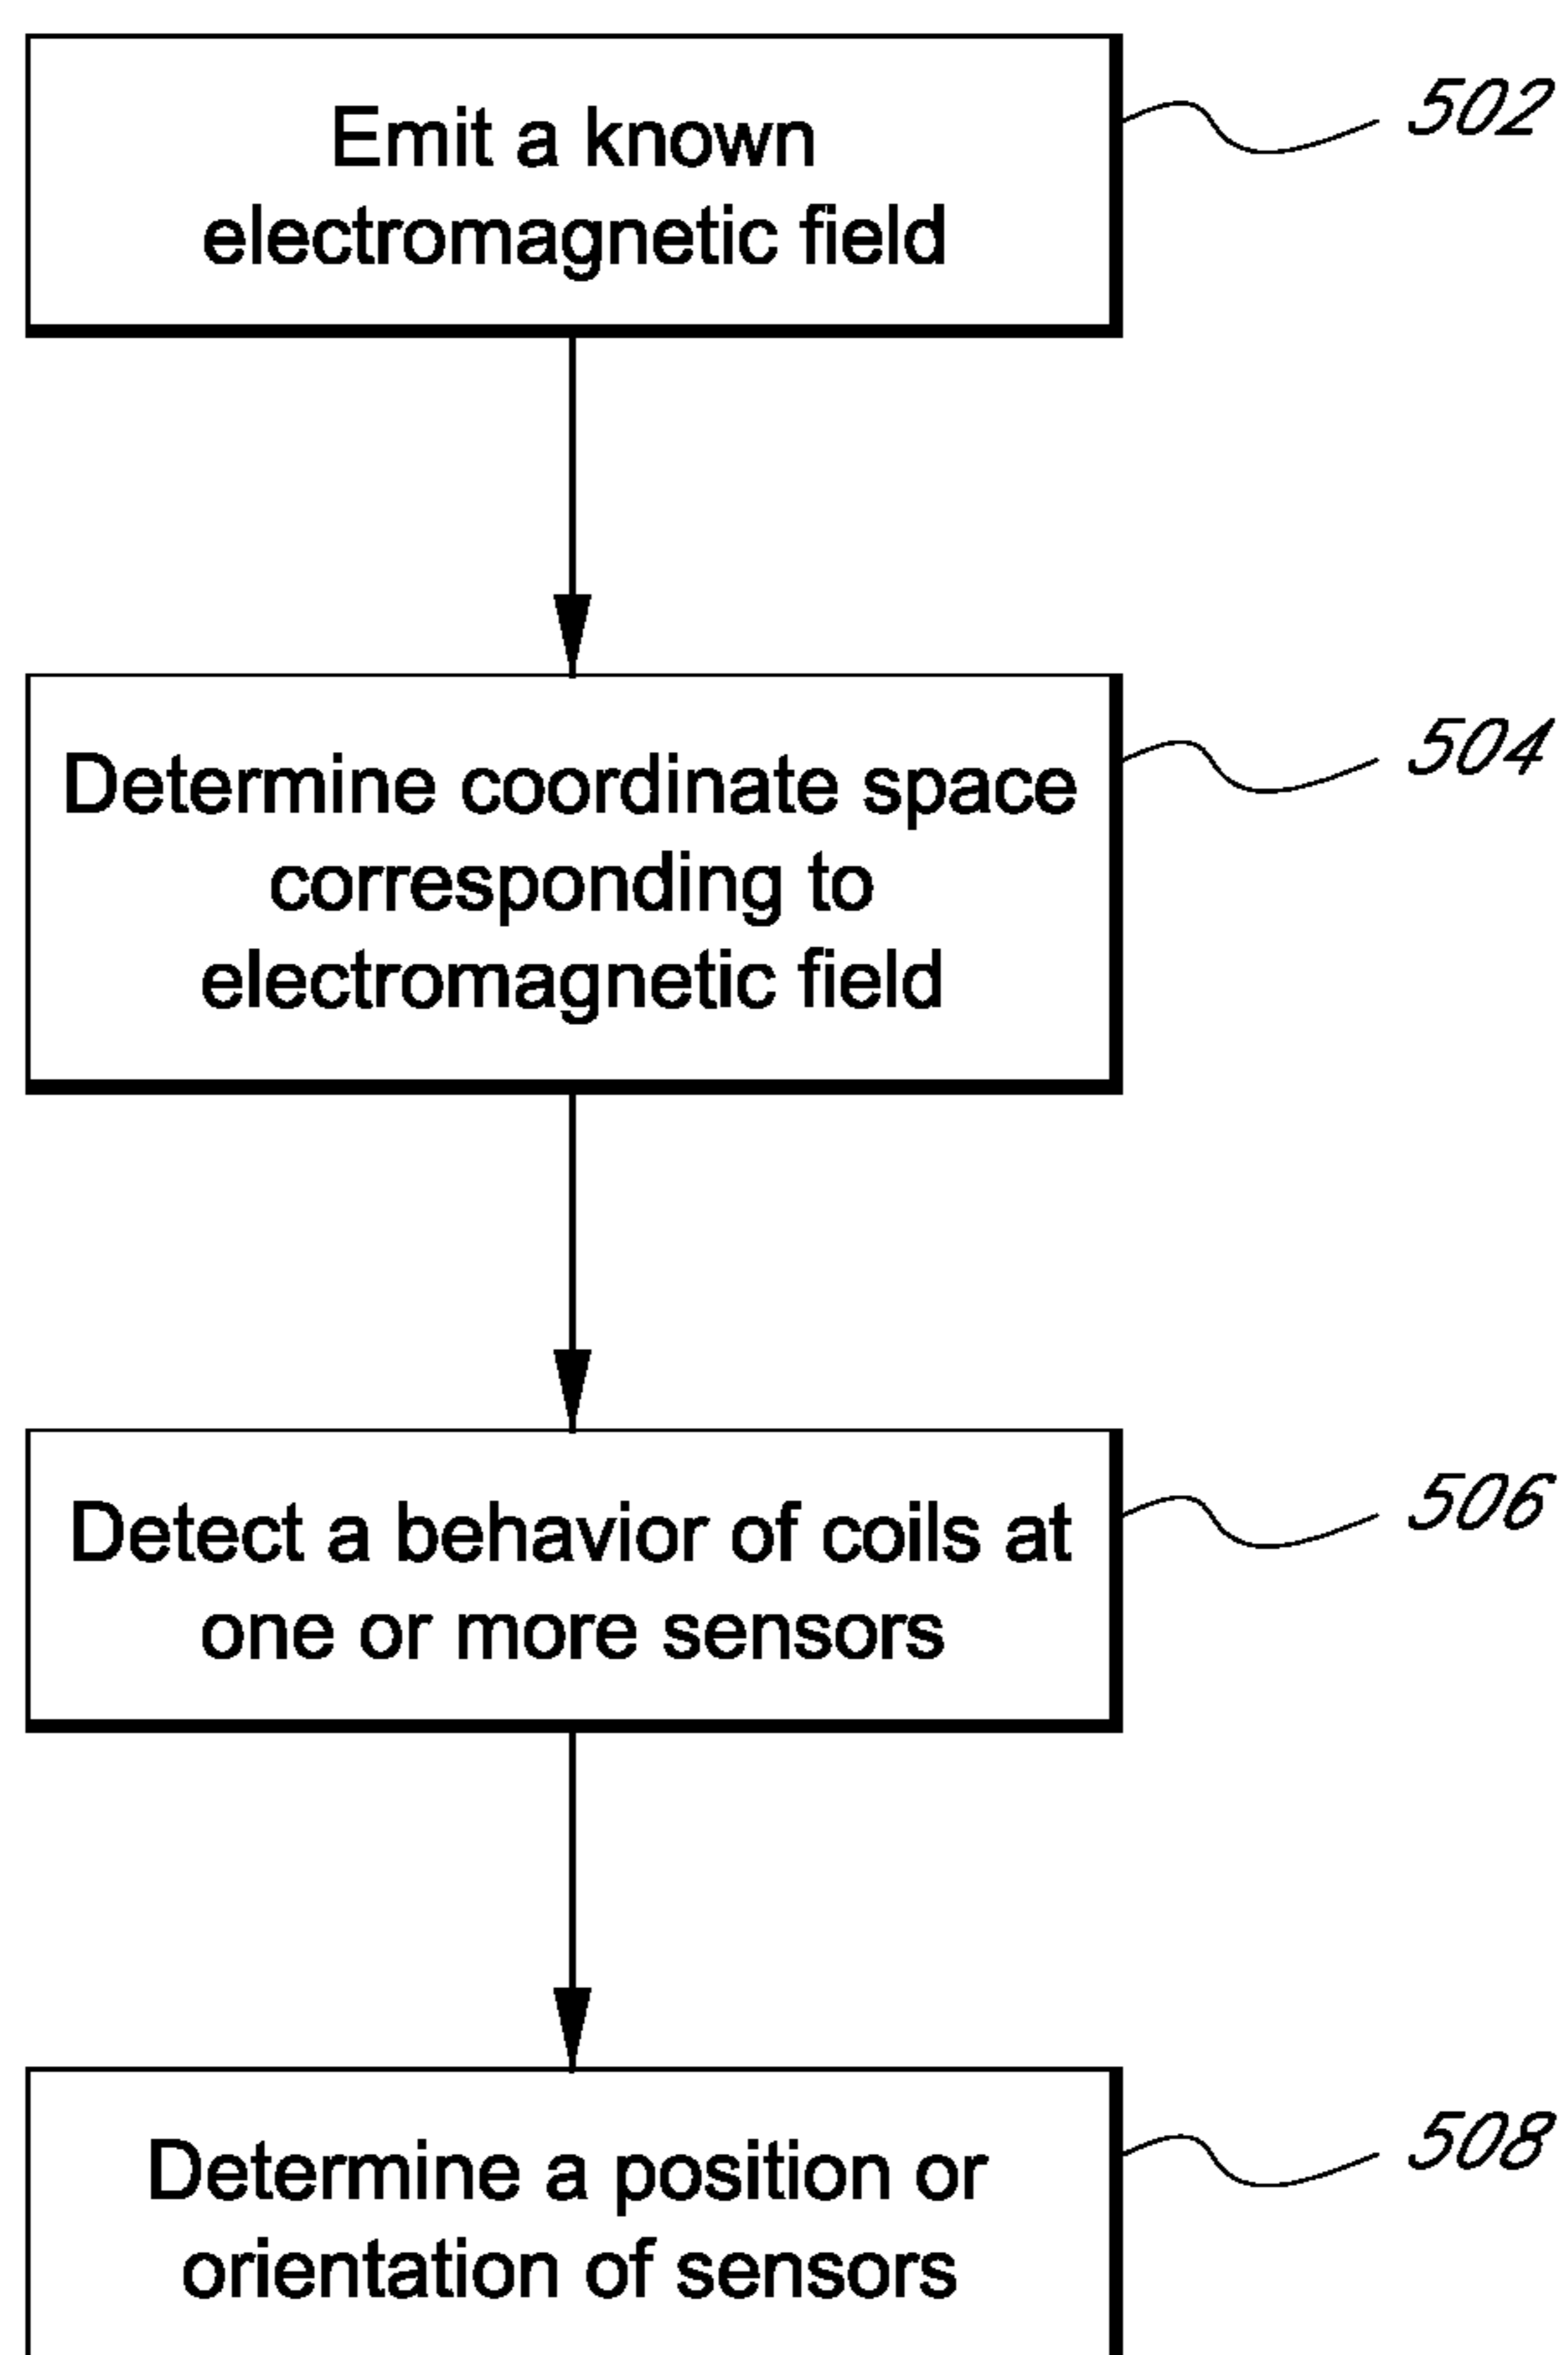 Emit a known
electromagnetic field
502
Determine coordinate space
corresponding to
electromagnetic field
504
Detect a behavior of coils at
one or more sensors
506
Determine a position or
orientation of sensors
508